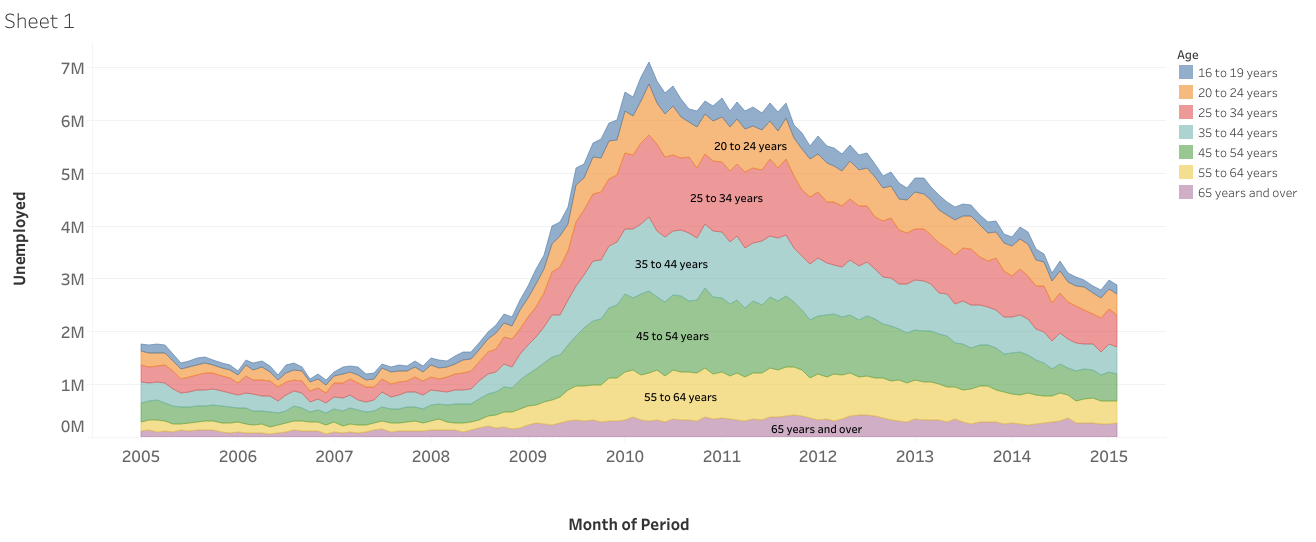 Sheet 1
Age
16 to 19 years
20 to 24 years
25 to 34 years
35 to 44 years
45 to 54 years
55 to 64 years
65 years and over
Unemployed
7M
6M
5M
4M
3M
2M
1M
0M
20 to 24 years
25 to 34 years
35 to 44 years
45 to 54 years
55 to 64 years
65 years and over
2005 2006 2007 2008 2009 2010 2011 2012 2013 2014 2015
Month of Period